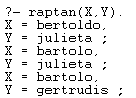 ?- raptan(X,Y).
X = bertoldo,
Y = julieta ;
X = bartolo,
Y = julieta ;
X = bartolo,
Y = gertrudis ;